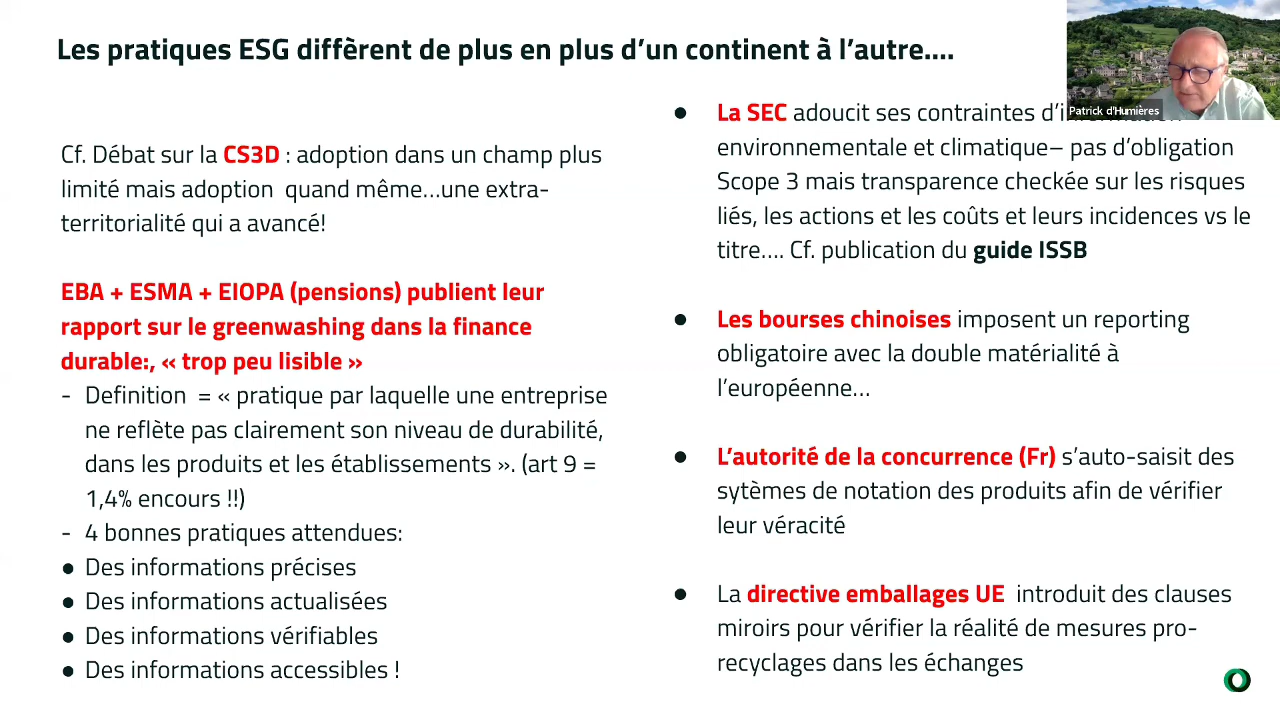 Les pratiques ESG diffèrent de plus en plus d’un continent à l’autre....
Patrick d'Humières
Cf. Débat sur la CS3D : adoption dans un champ plus
limité mais adoption quand même...une extra-
territorialité qui a avancé!
EBA + ESMA + EIOPA (pensions) publient leur
rapport sur le greenwashing dans la finance
durable:, « trop peu lisible »
- Definition = « pratique par laquelle une entreprise
ne reflète pas clairement son niveau de durabilité,
dans les produits et les établissements ». (art 9 =
1,4% encours !!)
- 4 bonnes pratiques attendues:
● Des informations précises
● Des informations actualisées
● Des informations vérifiables
● Des informations accessibles !
● La SEC adoucit ses contraintes
environnementale et climatique– pas d’obligation
Scope 3 mais transparence checkée sur les risques
liés, les actions et les coûts et leurs incidences vs le
titre.... Cf. publication du guide ISSB
● Les bourses chinoises imposent un reporting
obligatoire avec la double matérialité à
l’européenne...
● L’autorité de la concurrence (Fr) s’auto-saisit des
sytèmes de notation des produits afin de vérifier
leur véracité
● La directive emballages UE introduit des clauses
miroirs pour vérifier la réalité de mesures pro-
recyclages dans les échanges